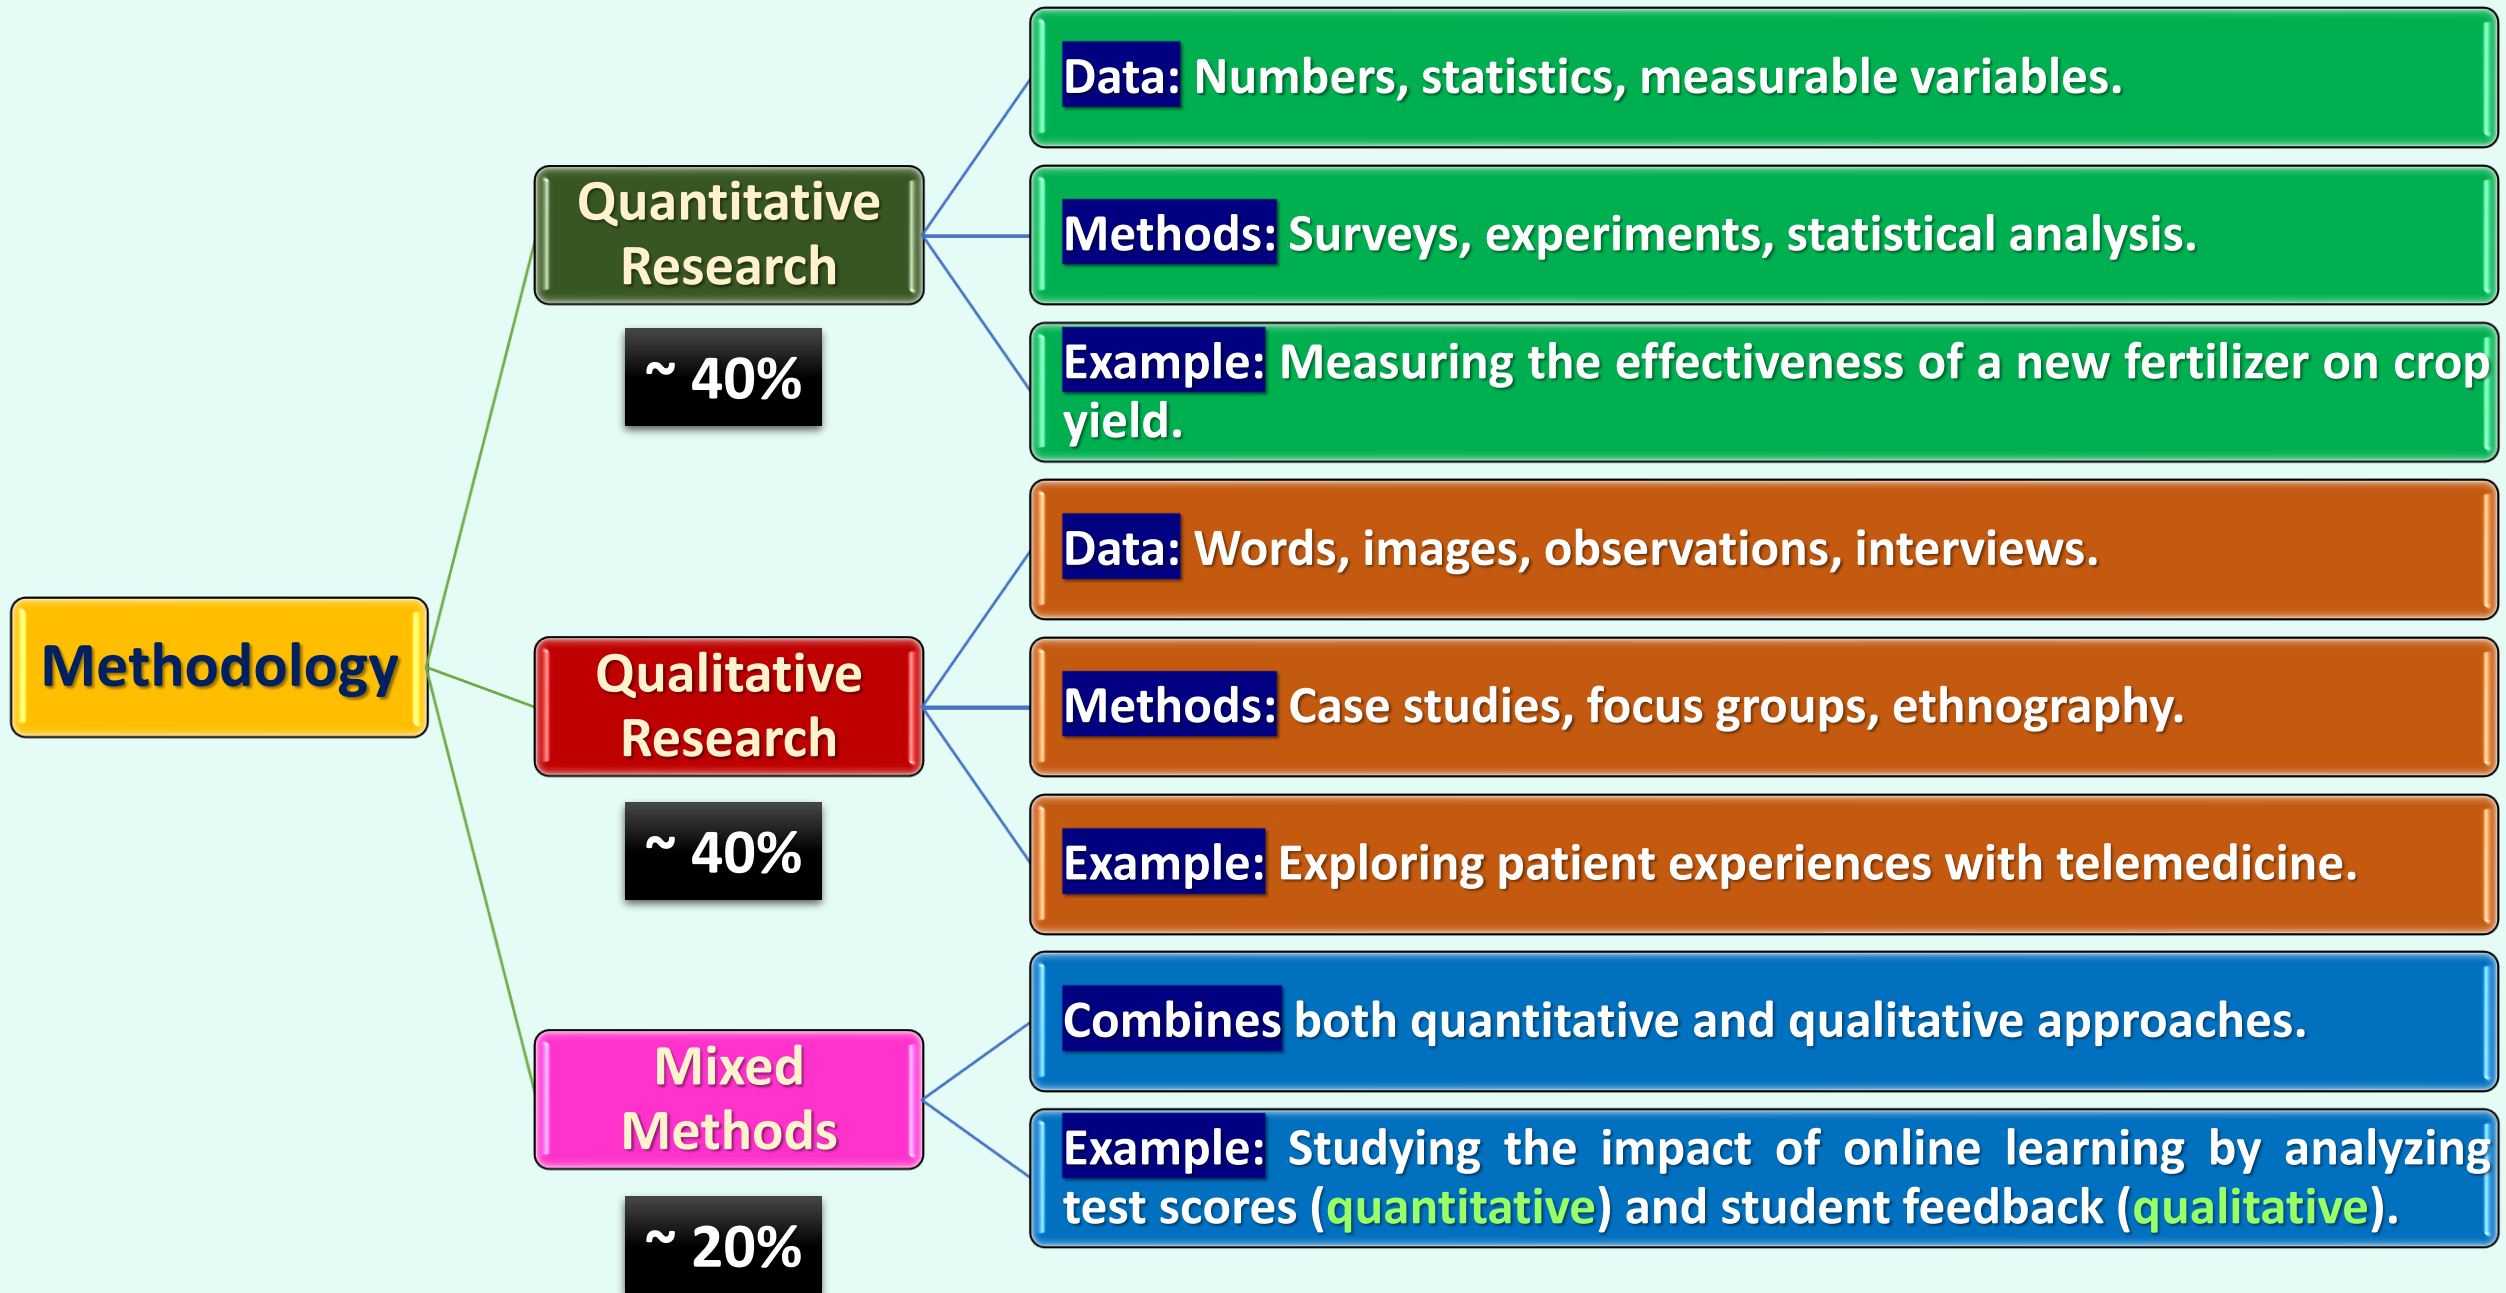 Methodology
Quantitative
Research
~ 40%
Data: Numbers, statistics, measurable variables.
Methods: Surveys, experiments, statistical analysis.
Example: Measuring the effectiveness of a new fertilizer on crop
yield.
Qualitative
Research
~ 40%
Data: Words, images, observations, interviews.
Methods: Case studies, focus groups, ethnography.
Example: Exploring patient experiences with telemedicine.
Mixed
Methods
~ 20%
Combines both quantitative and qualitative approaches.
Example: Studying the impact of online learning by analyzing
test scores (quantitative) and student feedback (qualitative).